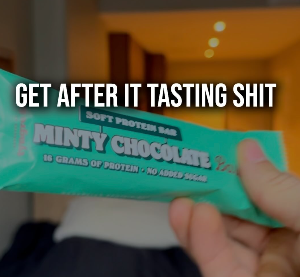 GET AFTER IT TASTING SHIT
SOFT PROTEIN BAR
MINTY CHOCOLATE
16 GRAMS OF PROTEIN • NO ADDED SUGAR